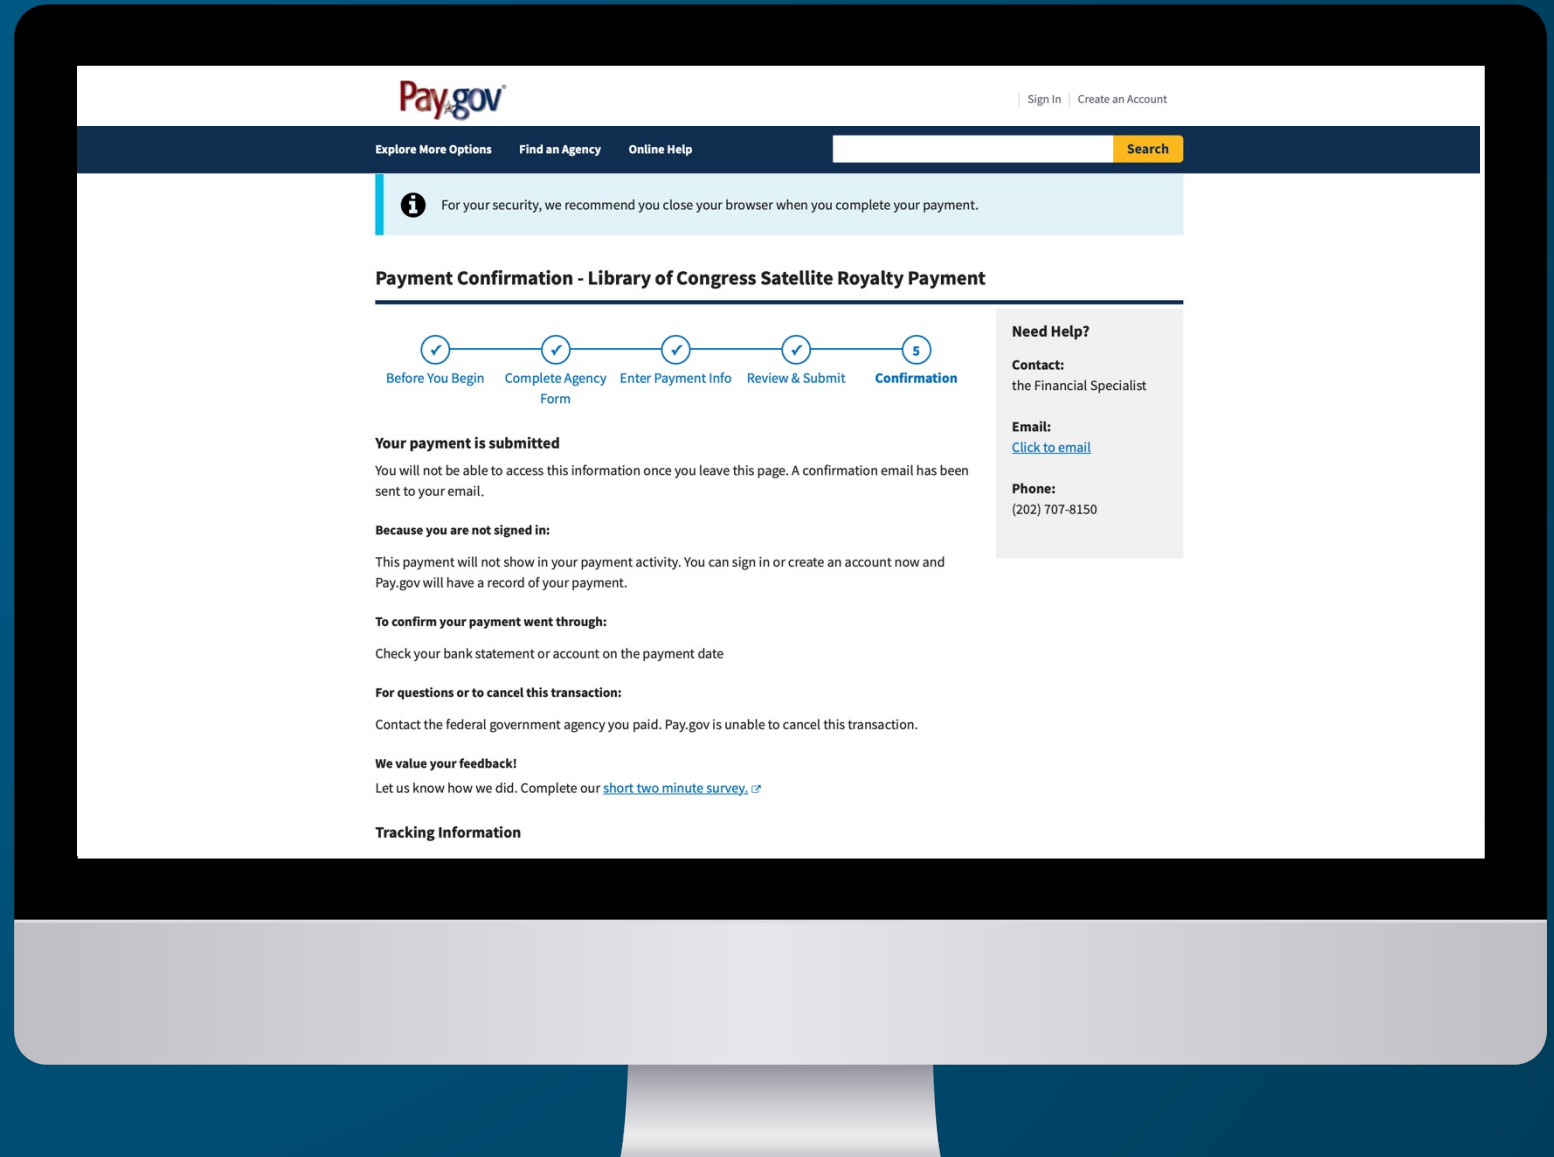 Pay.gov®
Sign In
Create an Account
Explore More Options
Find an Agency
Online Help
Search
For your security, we recommend you close your browser when you complete your payment.
Payment Confirmation - Library of Congress Satellite Royalty Payment
✓ ✓ ✓ ✓ 5
Before You Begin
Complete Agency
Form
Enter Payment Info
Review & Submit
Confirmation
Your payment is submitted
You will not be able to access this information once you leave this page. A confirmation email has been
sent to your email.
Because you are not signed in:
This payment will not show in your payment activity. You can sign in or create an account now and
Pay.gov will have a record of your payment.
To confirm your payment went through:
Check your bank statement or account on the payment date
For questions or to cancel this transaction:
Contact the federal government agency you paid. Pay.gov is unable to cancel this transaction.
We value your feedback!
Let us know how we did. Complete our short two minute survey.
Tracking Information
Need Help?
Contact:
the Financial Specialist
Email:
Click to email
Phone:
(202) 707-8150